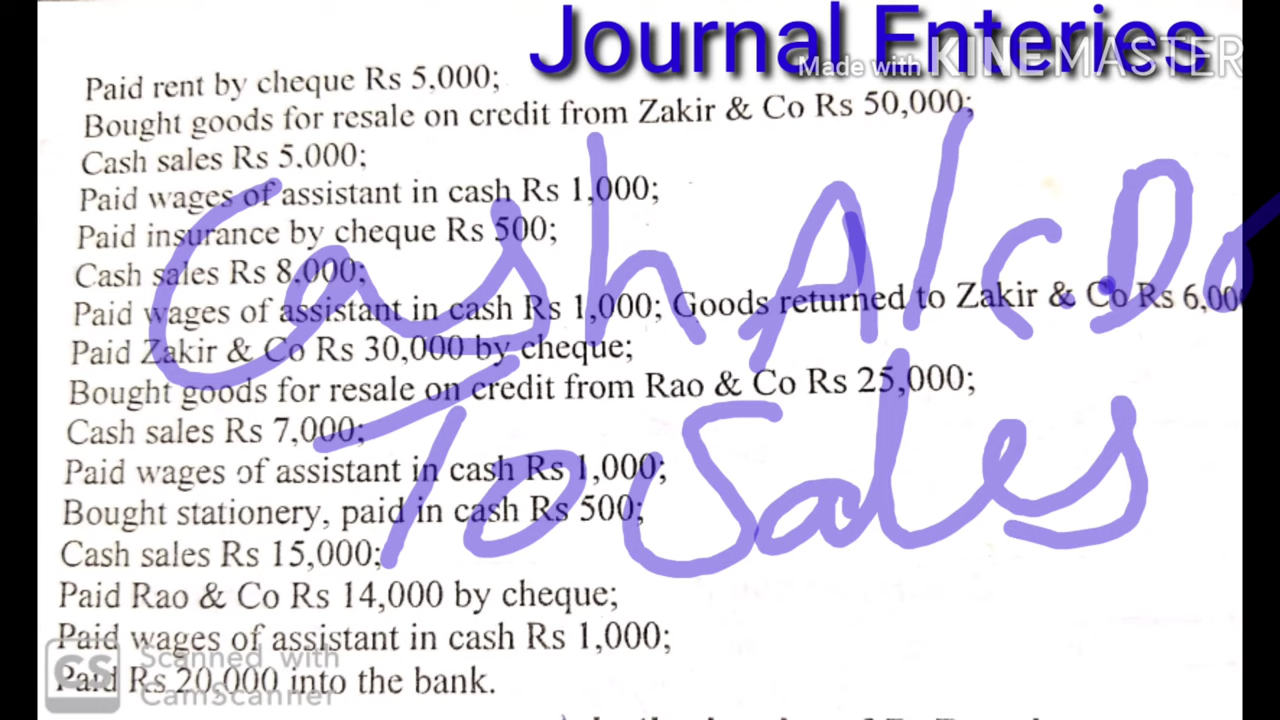 Journal Enteries
Made with KINEMASTER
Paid rent by cheque Rs 5,000;
Bought goods for resale on credit from Zakir & Co Rs 50,000;
Cash sales Rs 5,000;
Paid wages of assistant in cash Rs 1,000;
Paid insurance by cheque Rs 500;
Cash sales Rs 8,000;
Paid wages of assistant in cash Rs 1,000; Goods returned to Zakir & Co Rs 6,00
Paid Zakir & Co Rs 30,000 by cheque;
Bought goods for resale on credit from Rao & Co Rs 25,000;
Cash sales Rs 7,000;
Paid wages of assistant in cash Rs 1,000;
Bought stationery, paid in cash Rs 500;
Cash sales Rs 15,000;
Paid Rao & Co Rs 14,000 by cheque;
Paid wages of assistant in cash Rs 1,000;
Paid Rs 20,000 into the bank.
Cash A/c
To Sales
CS Scanned with
CamScanner